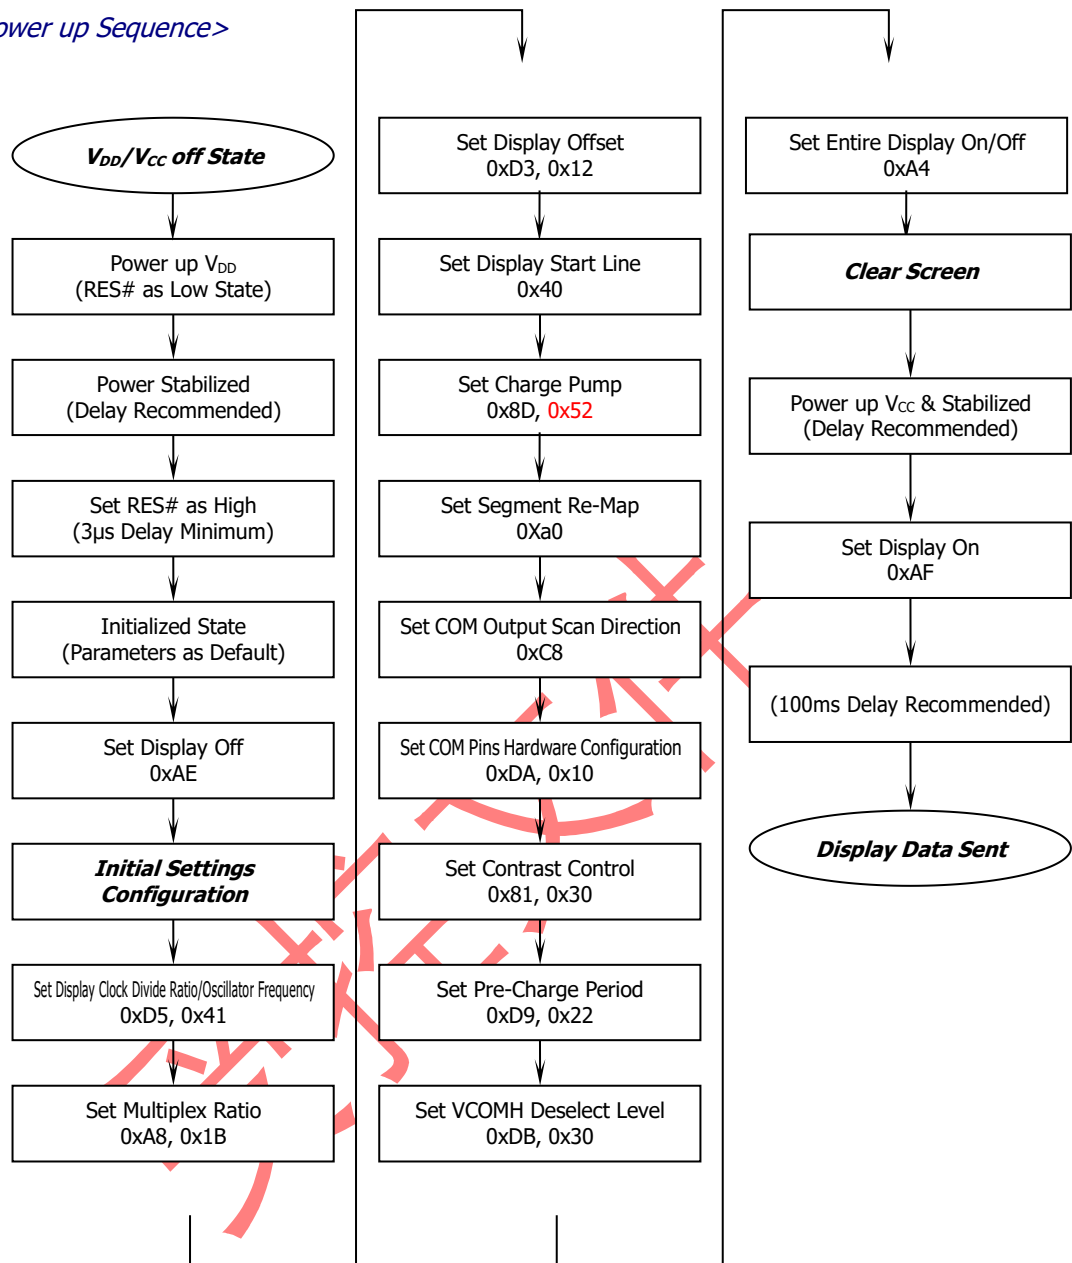 ower up Sequence>
VDD/VCC off State
Power up VDD
(RES# as Low State)
Power Stabilized
(Delay Recommended)
Set RES# as High
(3μs Delay Minimum)
Initialized State
(Parameters as Default)
Set Display Off
0xAE
Initial Settings
Configuration
Set Display Clock Divide Ratio/Oscillator Frequency
0xD5, 0x41
Set Multiplex Ratio
0xA8, 0x1B
Set Display Offset
0xD3, 0x12
Set Display Start Line
0x40
Set Charge Pump
0x8D, 0x52
Set Segment Re-Map
0Xa0
Set COM Output Scan Direction
0xC8
Set COM Pins Hardware Configuration
0xDA, 0x10
Set Contrast Control
0x81, 0x30
Set Pre-Charge Period
0xD9, 0x22
Set VCOMH Deselect Level
0xDB, 0x30
Set Entire Display On/Off
0xA4
Clear Screen
Power up VCC & Stabilized
(Delay Recommended)
Set Display On
0xAF
(100ms Delay Recommended)
Display Data Sent